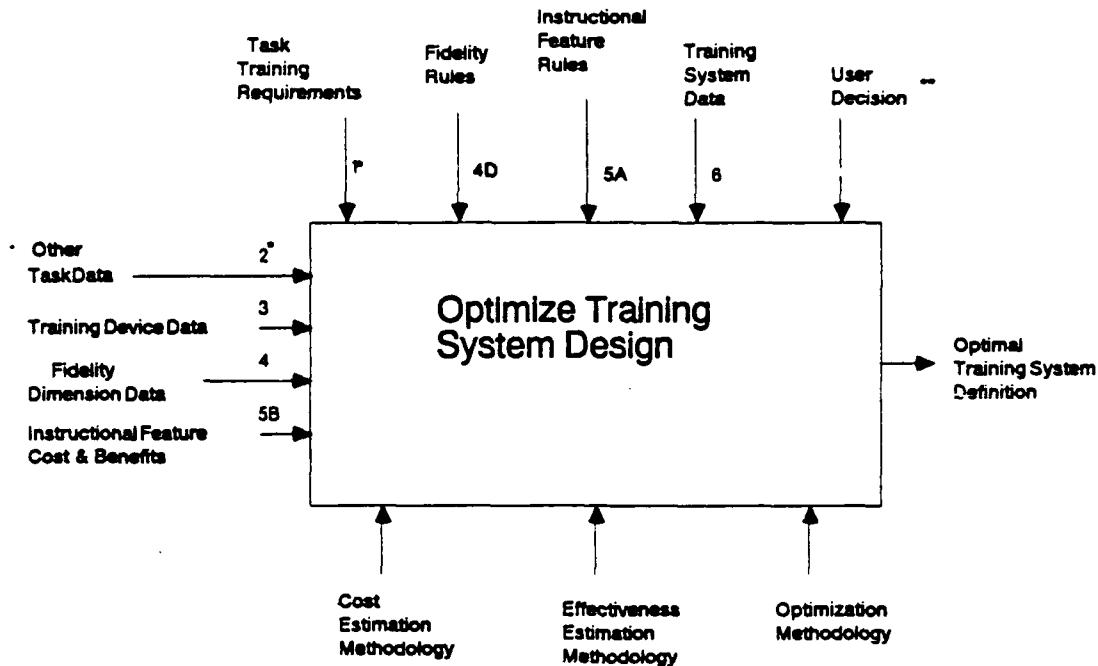 Task
Training
Requirements
Fidelity
Rules
Instructional
Feature
Rules
Training
System
Data
User
Decision **
1*
4D
5A
6
Other
TaskData
2*
Training Device Data
3
Fidelity
Dimension Data
4
Instructional Feature
Cost & Benefits
5B
Optimize Training
System Design
Optimal
Training System
Definition
Cost
Estimation
Methodology
Effectiveness
Estimation
Methodology
Optimization
Methodology